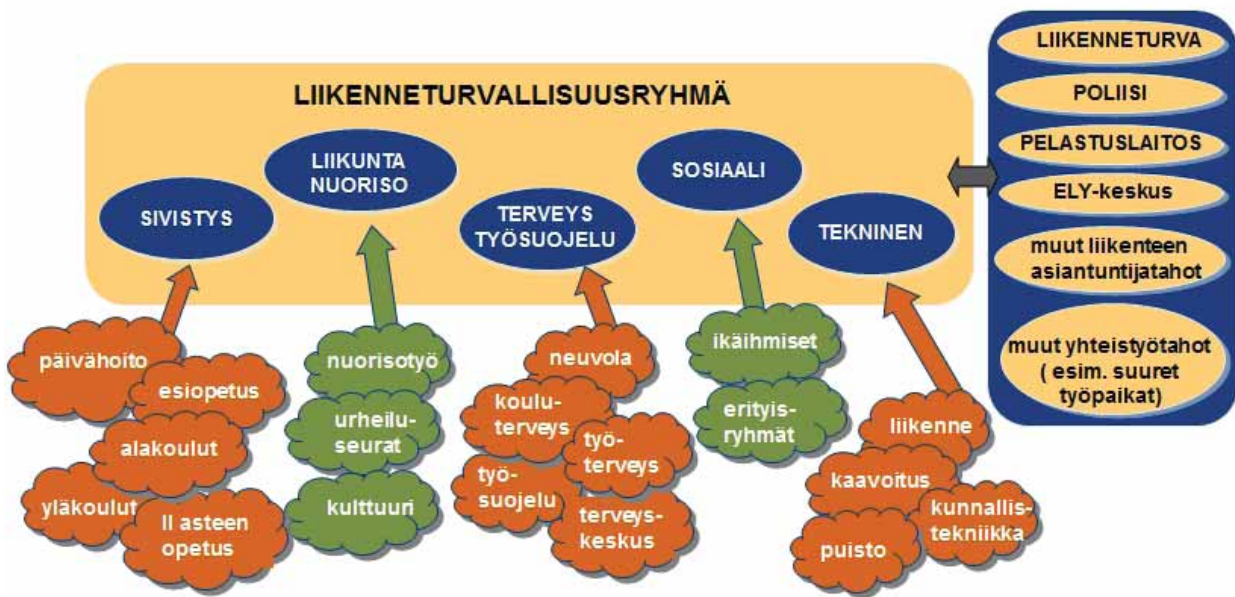 LIIKENNETURVALLISUUSRYHMÄ
SIVISTYS
LIIKUNTA
NUORISO
TERVEYS
TYÖSUOJELU
SOSIAALI
TEKNINEN
päivähoito
esiopetus
alakoulut
yläkoulut
II asteen
opetus
nuorisotyö
urheilu-
seurat
kulttuuri
neuvola
koulu-
terveys
työ-
terveys
työ-
suojelu
terveys-
keskus
ikäihmiset
erityis-
ryhmät
liikenne
kaavoitus
kunnallis-
tekniikka
puisto
LIIKENNETURVA
POLIISI
PELASTUSLAITOS
ELY-keskus
muut liikenteen
asiantuntijatahot
muut yhteistyötahot
( esim. suuret
työpaikat)